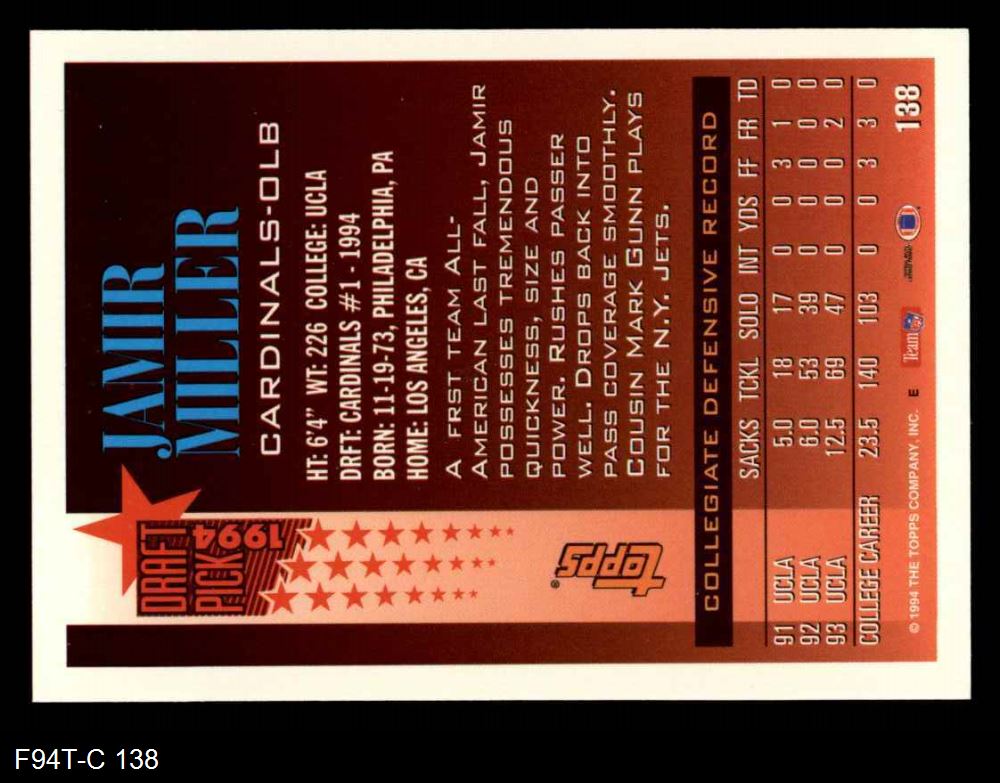 JAMIR
MILLER
CARDINALS-OLB
HT: 6'4" WT: 226 COLLEGE: UCLA
DRFT: CARDINALS #1 - 1994
BORN: 11-19-73, PHILADELPHIA, PA
HOME: LOS ANGELES, CA
DRAFT
PICK
1994
A FRST TEAM ALL-
AMERICAN LAST FALL, JAMIR
POSSESSES TREMENDOUS
QUICKNESS, SIZE AND
POWER. RUSHES PASSER
WELL. DROPS BACK INTO
PASS COVERAGE SMOOTHLY.
COUSIN MARK GUNN PLAYS
FOR THE N.Y. JETS.
TOPPS®
COLLEGIATE DEFENSIVE RECORD
SACKS TCKL SOLO INT YDS FF FR TD
91 UCLA 5.0 18 17 0 0 3 1 0
92 UCLA 6.0 53 39 0 0 0 0 0
93 UCLA 12.5 69 47 0 0 0 2 0
COLLEGE CAREER 23.5 140 103 0 0 3 3 0
© 1994 THE TOPPS COMPANY, INC. E Team NFL 138
F94T-C 138